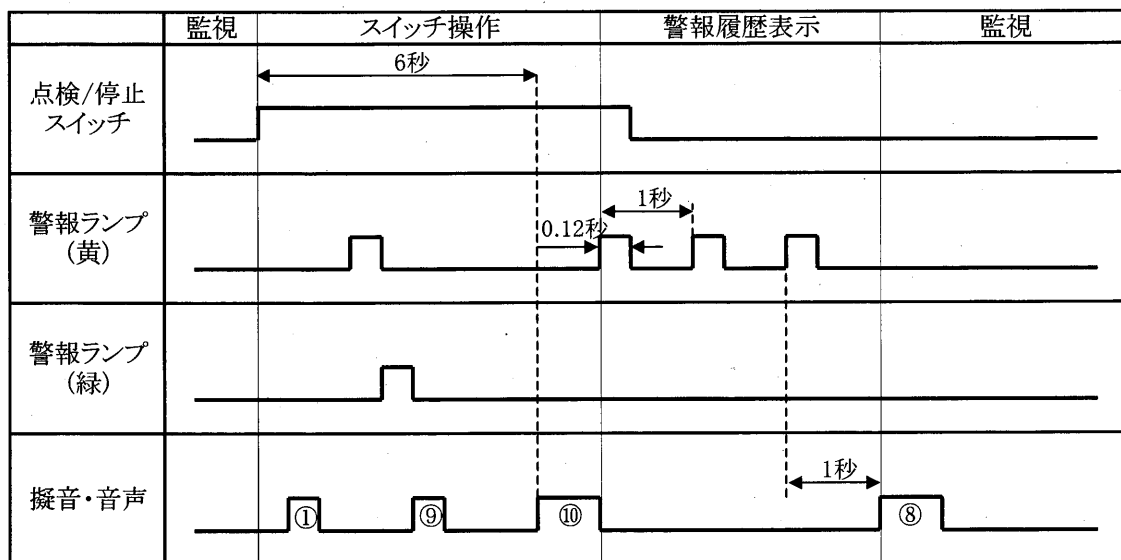 監視 スイッチ操作 警報履歴表示 監視
6秒
点検/停止
スイッチ
1秒
警報ランプ
(黄)
0.12秒
警報ランプ
(緑)
1秒
擬音・音声
① ⑨ ⑩ ⑧